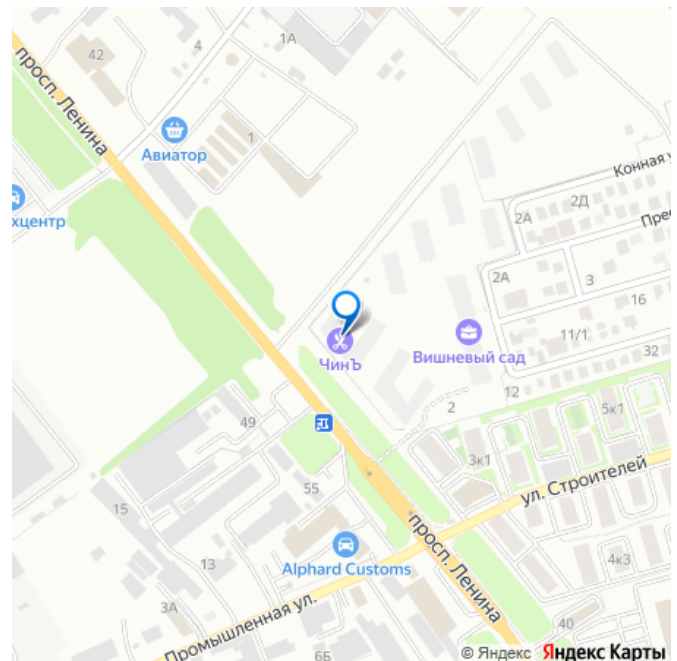 42
4
1А
просп. Ленина
Авиатор
1
хцентр
Конная у
2Д
2А
Прес
2А
3
16
11/1
32
ЧинЪ
Вишневый сад
12
2
5к1
49
3к1
ул. Строителей
55
15
просп. Ленина
13
Alphard Customs
4к3
3А
Промышленная ул.
6Б
40
© Яндекс Яндекс Карты